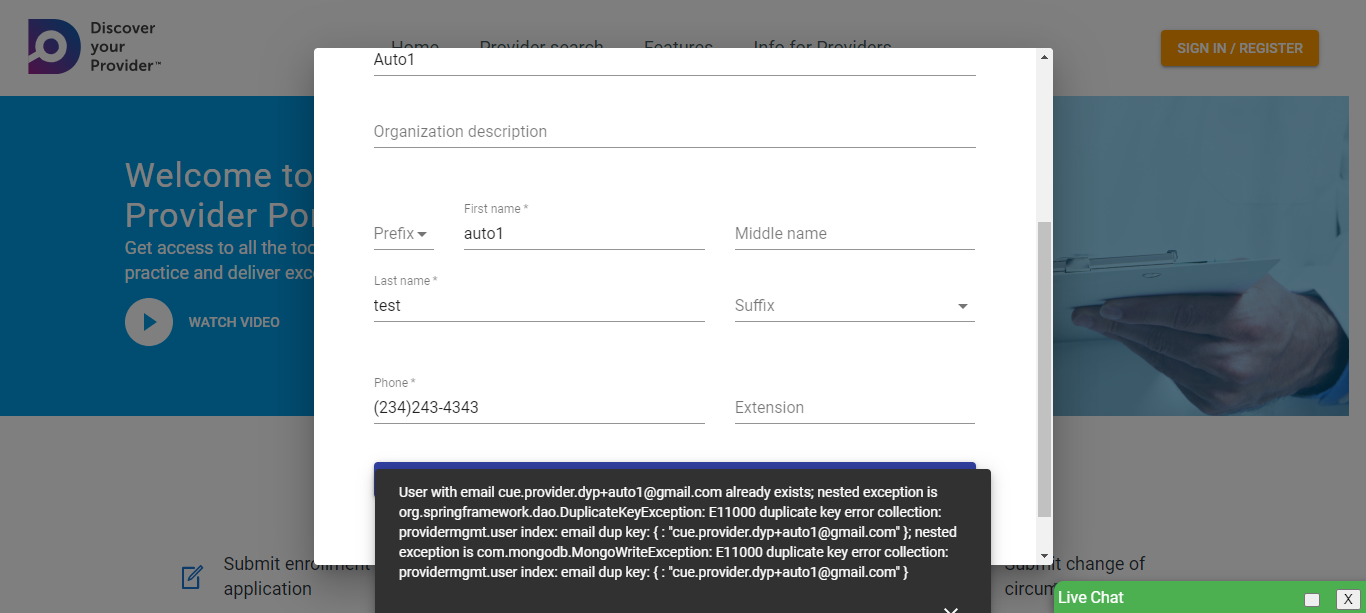 Discover
your
Provider™
Home Provider search Features Info for Providers
SIGN IN / REGISTER
Auto1
Organization description
Welcome to
Provider Po
Get access to all the too
practice and deliver exc
WATCH VIDEO
First name *
Prefix auto1 Middle name
Last name *
test Suffix
Phone *
(234)243-4343 Extension
User with email cue.provider.dyp+auto1@gmail.com already exists; nested exception is
org.springframework.dao.DuplicateKeyException: E11000 duplicate key error collection:
providermgmt.user index: email dup key: { : "cue.provider.dyp+auto1@gmail.com" }; nested
exception is com.mongodb.MongoWriteException: E11000 duplicate key error collection:
providermgmt.user index: email dup key: { : "cue.provider.dyp+auto1@gmail.com" }
Submit enrollment
application
Submit change of
circum
Live Chat X